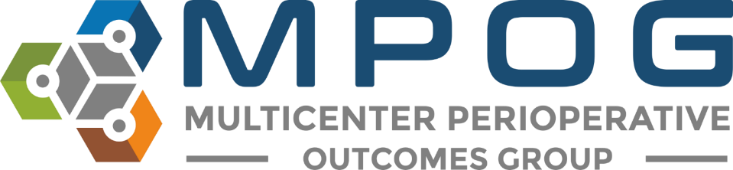 MPOG
MULTICENTER PERIOPERATIVE
OUTCOMES GROUP